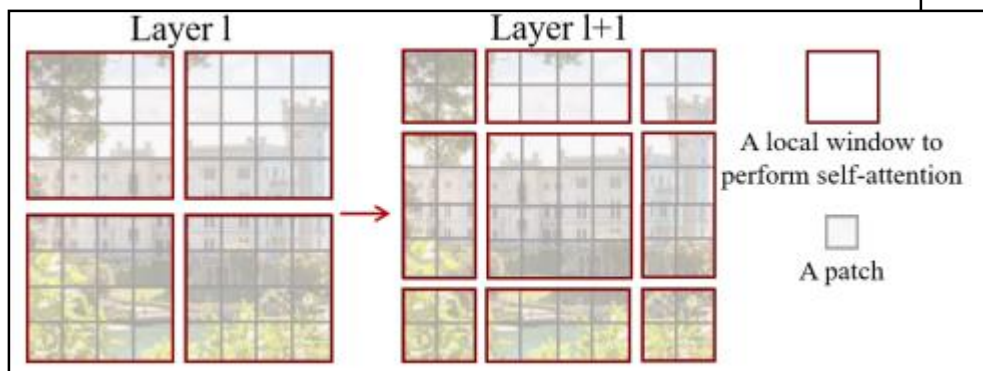 Layer l
Layer l+1
A local window to
perform self-attention
A patch